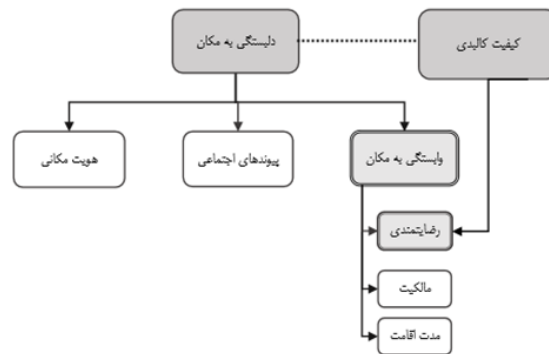 کیفیت کالبدی
دلبستگی به مکان
وابستگی به مکان
پیوندهای اجتماعی
هویت مکانی
رضایتمندی
مالکیت
مدت اقامت